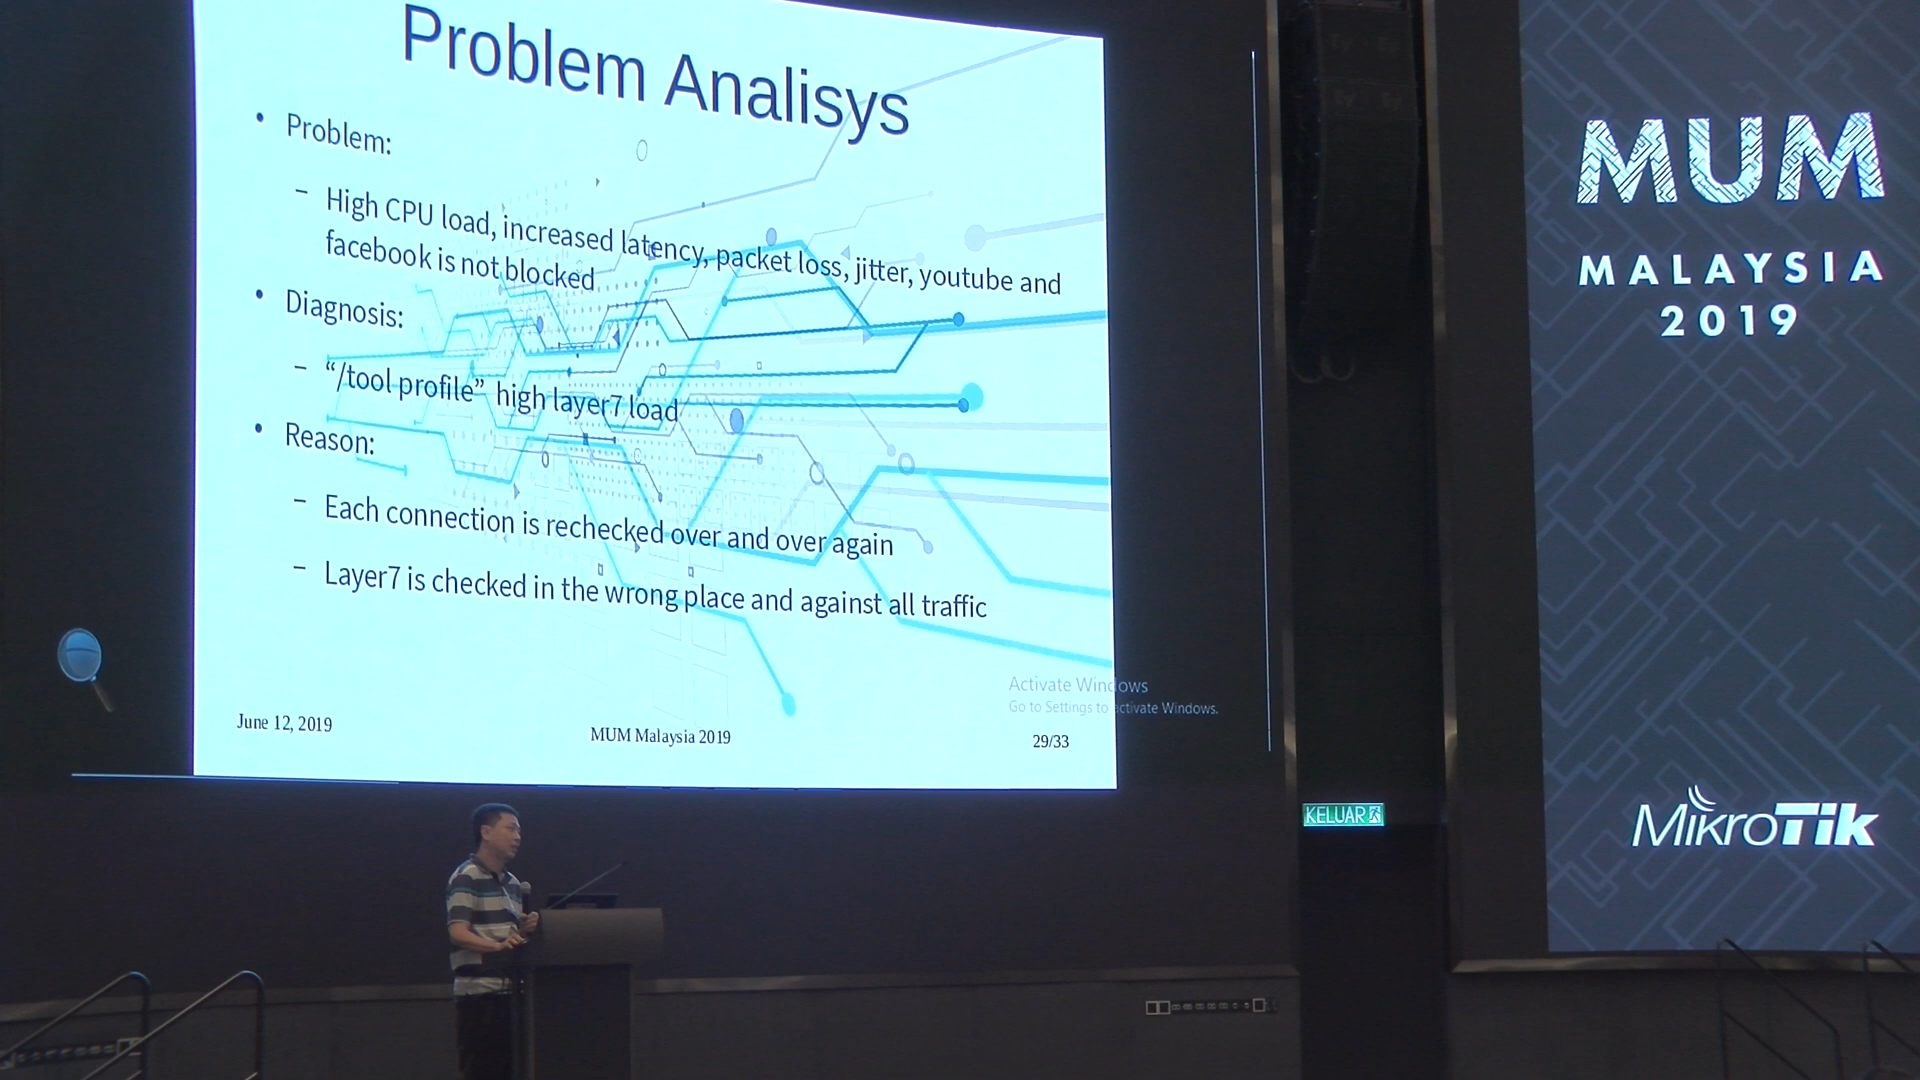 Problem Analisys
• Problem:
– High CPU load, increased latency, packet loss, jitter, youtube and
facebook is not blocked
• Diagnosis:
– “/tool profile” high layer7 load
• Reason:
– Each connection is rechecked over and over again
– Layer7 is checked in the wrong place and against all traffic
Activate Windows
Go to Settings to activate Windows.
June 12, 2019
MUM Malaysia 2019
29/33
MUM
MALAYSIA
2019
KELUAR
MikroTik